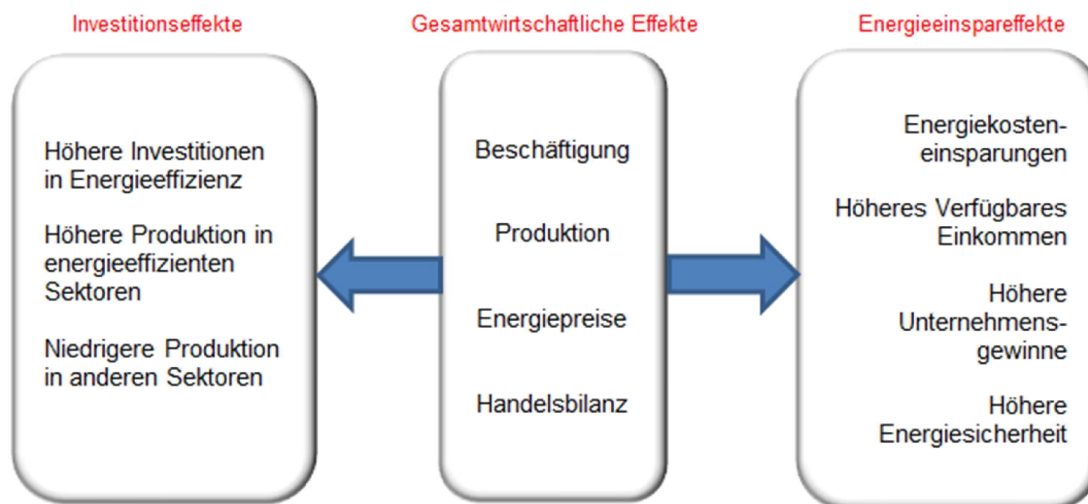 Investitionseffekte
Höhere Investitionen
in Energieeffizienz
Höhere Produktion in
energieeffizienten
Sektoren
Niedrigere Produktion
in anderen Sektoren
Gesamtwirtschaftliche Effekte
Beschäftigung
Produktion
Energiepreise
Handelsbilanz
Energieeinspareffekte
Energiekosten-
einsparungen
Höheres Verfügbares
Einkommen
Höhere
Unternehmens-
gewinne
Höhere
Energiesicherheit